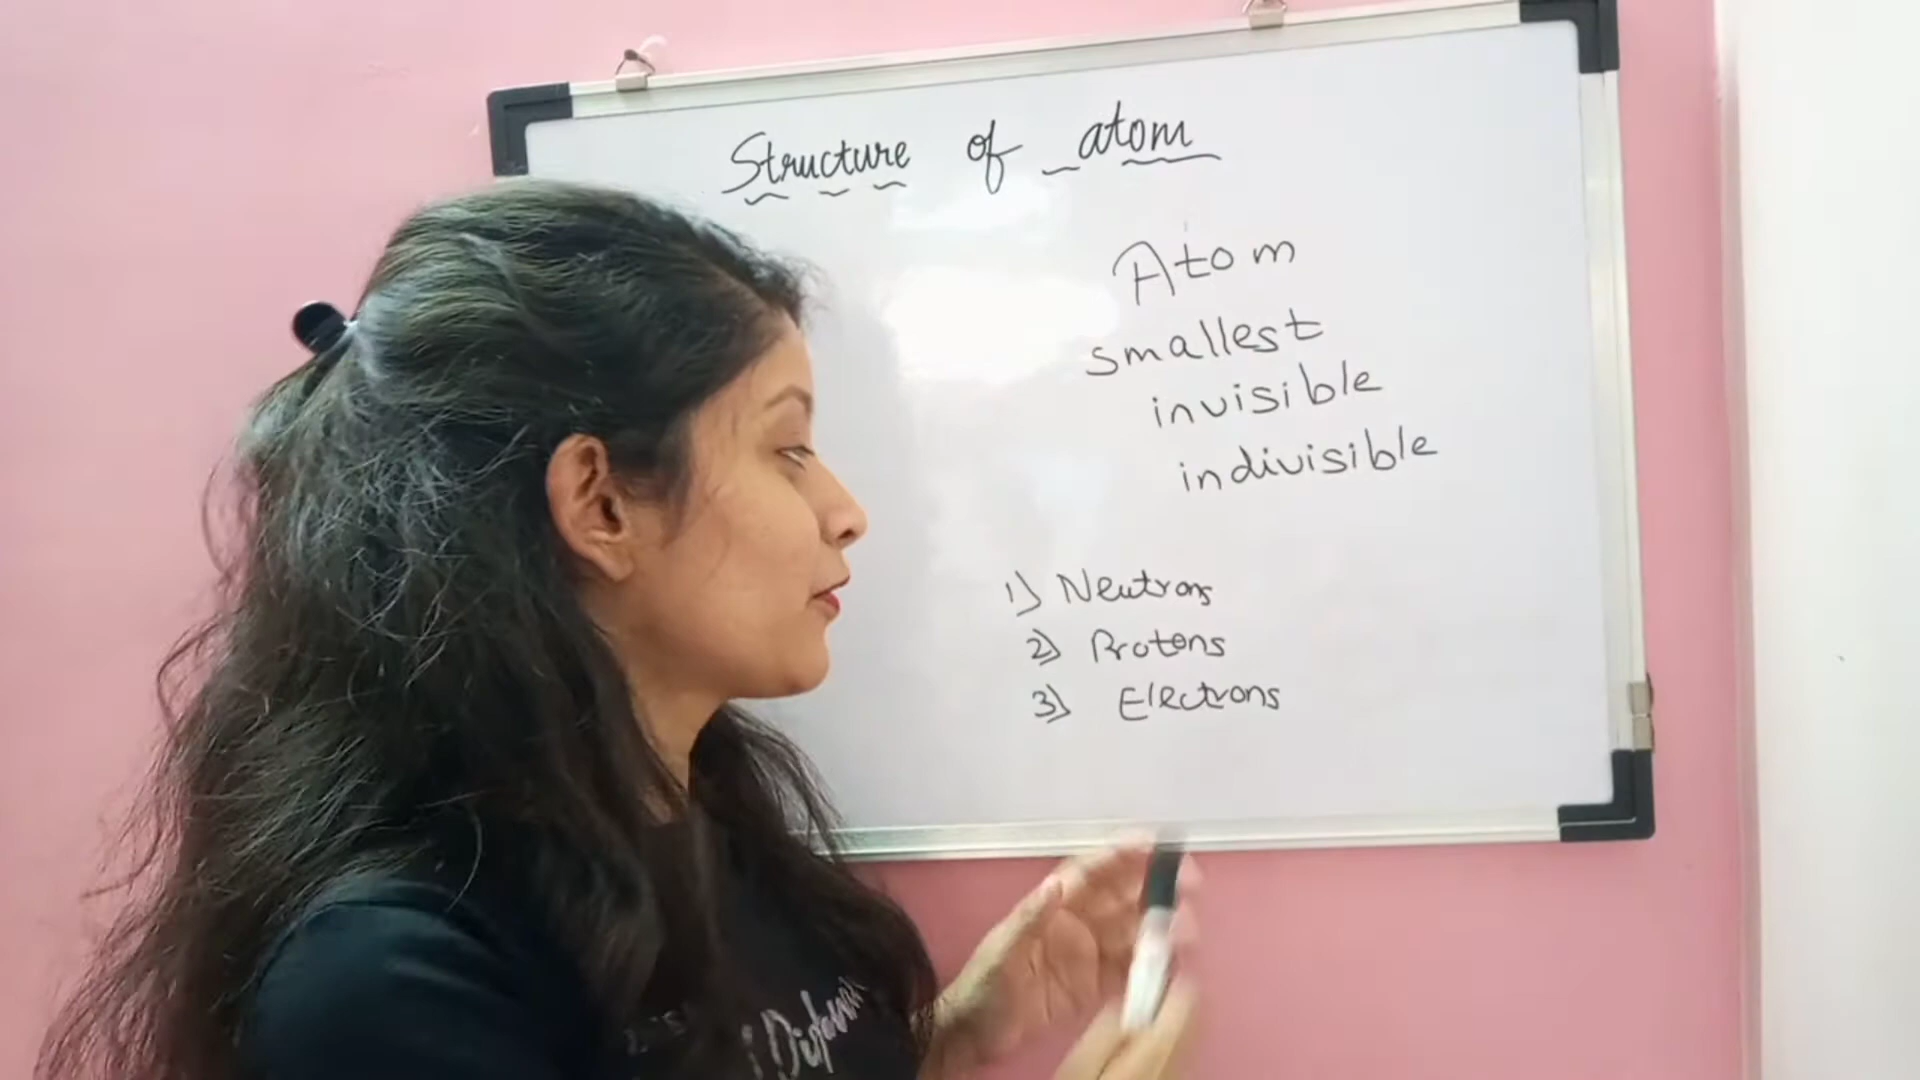 Structure of atom
Atom
smallest
invisible
indivisible
1) Neutrons
2) Protons
3) Electrons